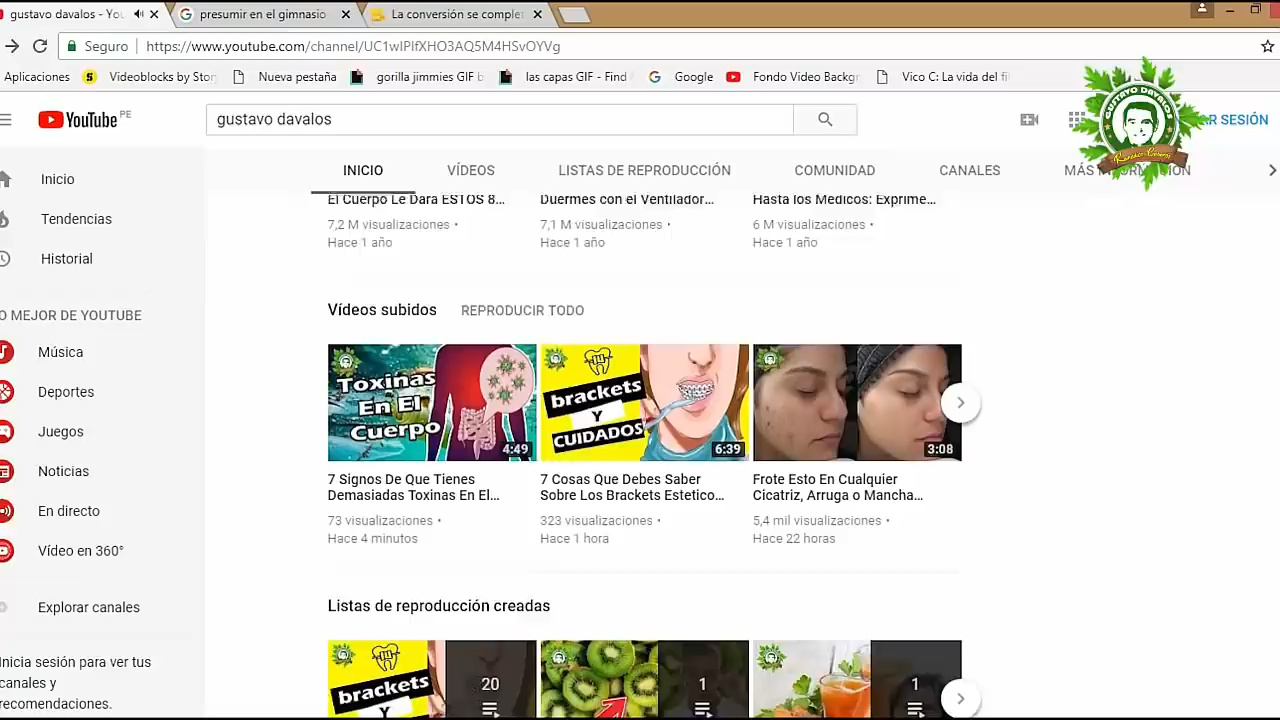 gustavo davalos - You
presumir en el gimnasio
La conversión se complet
Seguro
https://www.youtube.com/channel/UC1wIPIfXHO3AQ5M4HSvOYVg
Aplicaciones
Videoblocks by Stor
Nueva pestaña
gorilla jimmies GIF b
las capas GIF - Find
Google
Fondo Video Backgr
Vico C: La vida del fi
YouTube PE
gustavo davalos
AR SESIÓN
GUSTAVO DAVALOS
INICIO
VÍDEOS
LISTAS DE REPRODUCCIÓN
COMUNIDAD
CANALES
MÁS INFORMACIÓN
Inicio
Tendencias
Historial
O MEJOR DE YOUTUBE
Música
Deportes
Juegos
Noticias
En directo
Vídeo en 360°
Explorar canales
Inicia sesión para ver tus
canales y
recomendaciones.
El Cuerpo Le Dara ESTOS 8...
7,2 M visualizaciones •
Hace 1 año
Duermes con el Ventilador...
7,1 M visualizaciones •
Hace 1 año
Hasta los Medicos: Exprime...
6 M visualizaciones •
Hace 1 año
Vídeos subidos
REPRODUCIR TODO
Toxinas
En El
Cuerpo
4:49
7 Signos De Que Tienes
Demasiadas Toxinas En El...
73 visualizaciones •
Hace 4 minutos
brackets
Y
CUIDADOS
6:39
7 Cosas Que Debes Saber
Sobre Los Brackets Estetico...
323 visualizaciones •
Hace 1 hora
3:08
Frote Esto En Cualquier
Cicatriz, Arruga o Mancha...
5,4 mil visualizaciones •
Hace 22 horas
Listas de reproducción creadas
brackets
Y
20
1
1